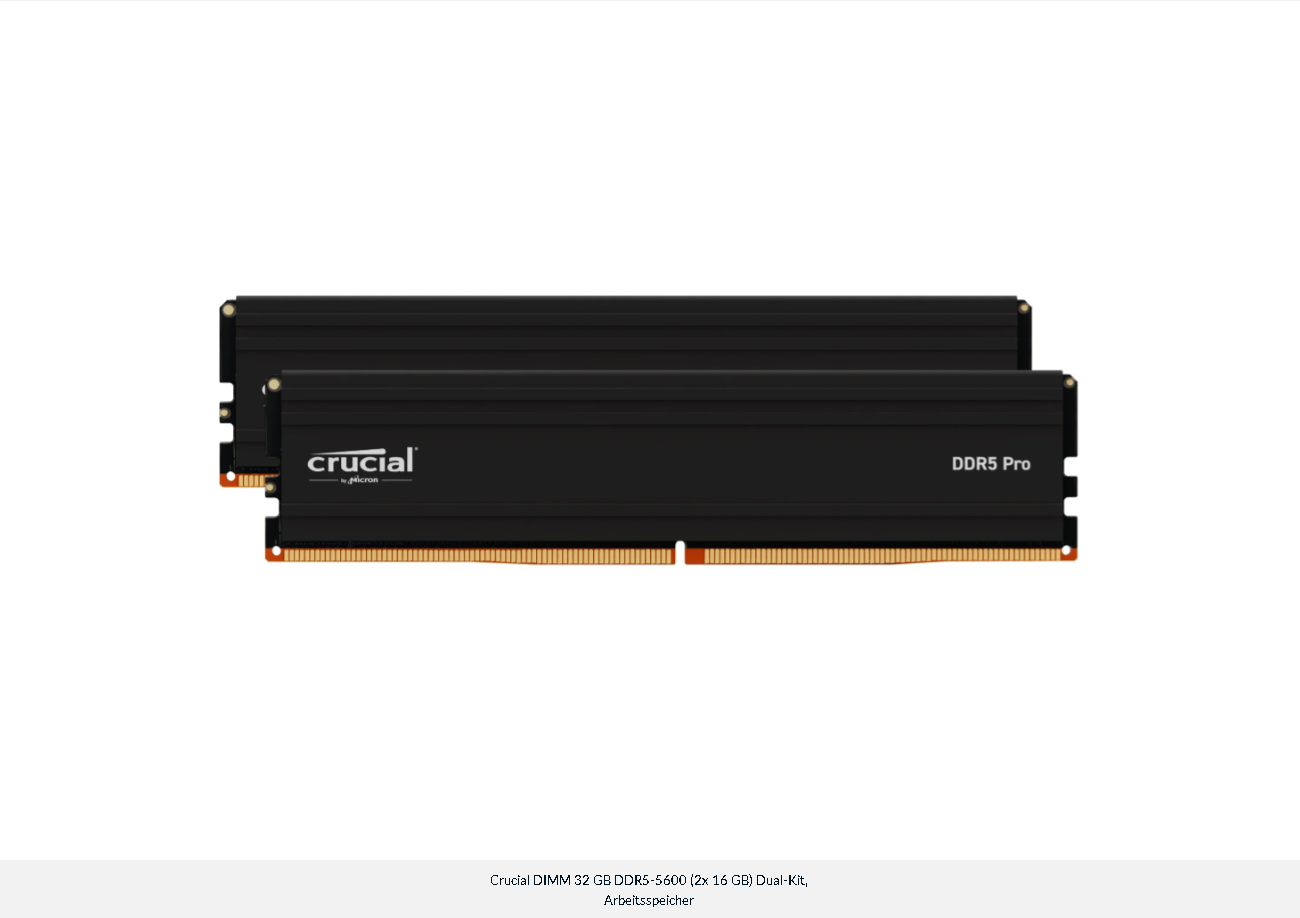 crucial
by Micron
DDR5 Pro
Crucial DIMM 32 GB DDR5-5600 (2x 16 GB) Dual-Kit,
Arbeitsspeicher